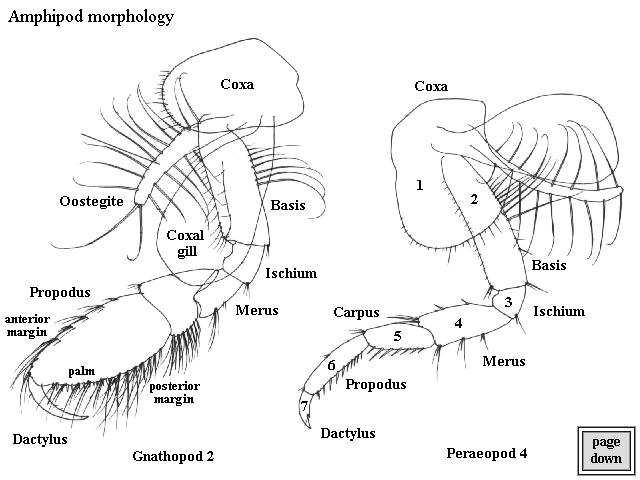 Amphipod morphology
Coxa
Oostegite
Basis
Coxal
gill
Ischium
Merus
Propodus
anterior
margin
palm
posterior
margin
Dactylus
Gnathopod 2
Coxa
1
2
Basis
3
Ischium
Carpus
4
5
Merus
6
Propodus
7
Dactylus
Peraeopod 4
page
down